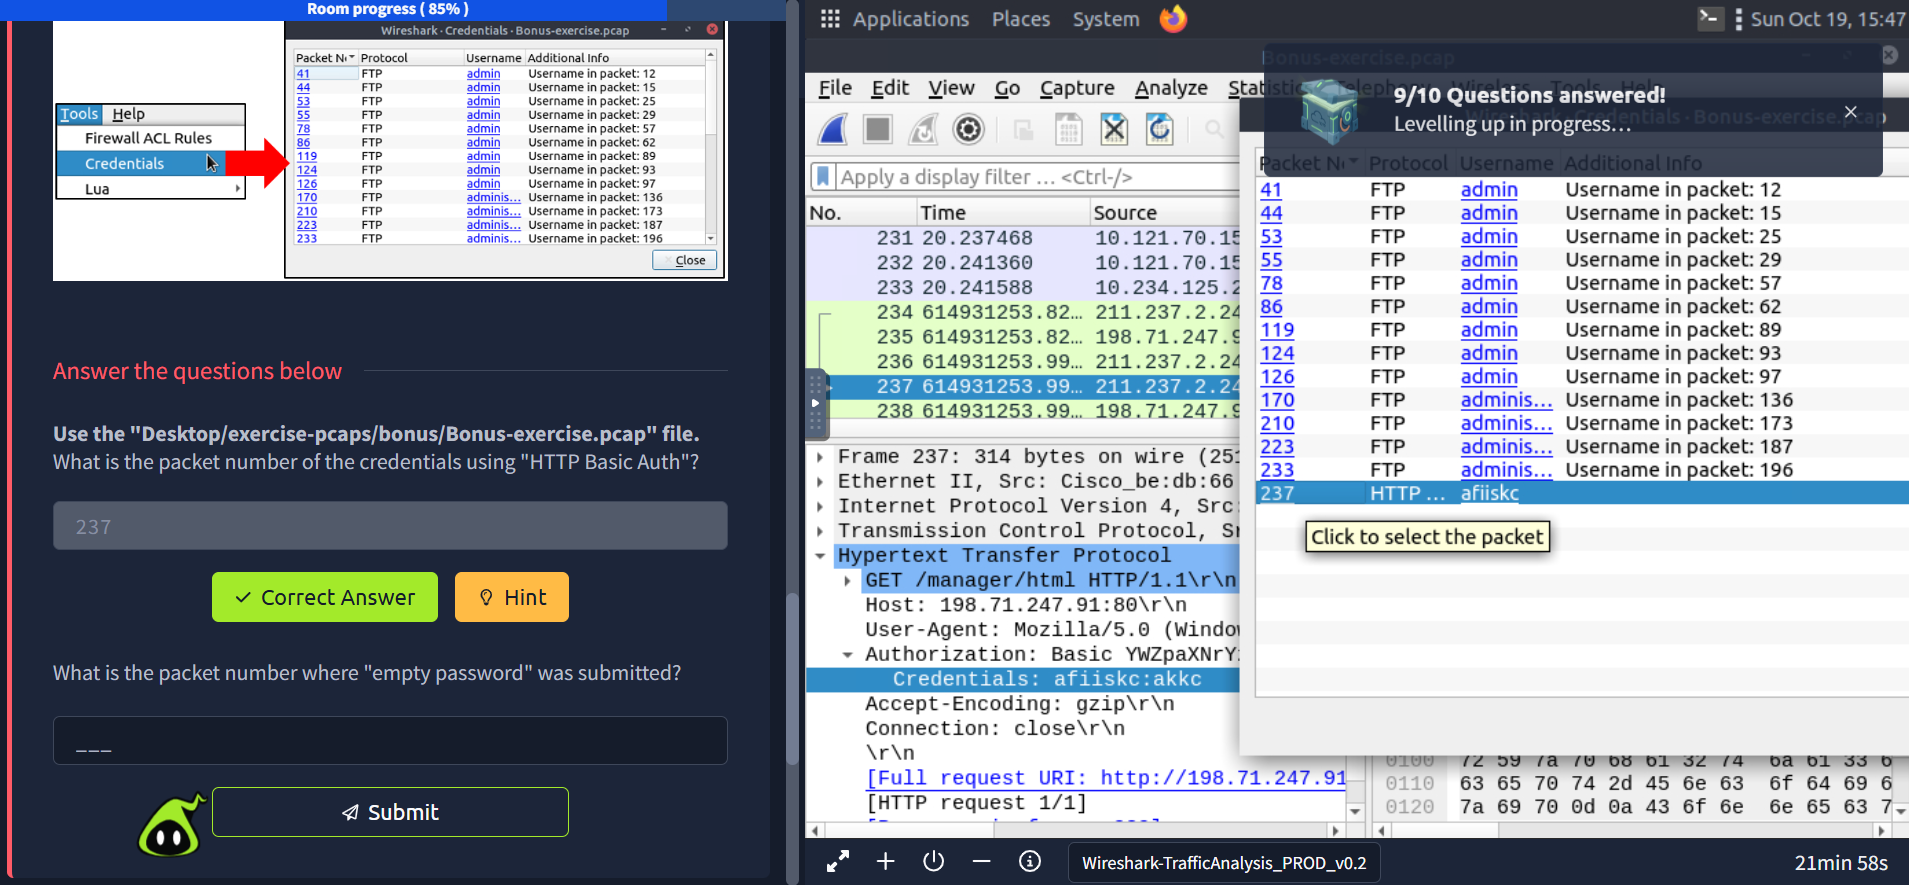 Room progress ( 85% )
Wireshark · Credentials · Bonus-exercise.pcap
Packet N Protocol Username Additional Info
41 FTP admin Username in packet: 12
44 FTP admin Username in packet: 15
53 FTP admin Username in packet: 25
55 FTP admin Username in packet: 29
78 FTP admin Username in packet: 57
86 FTP admin Username in packet: 62
119 FTP admin Username in packet: 89
124 FTP admin Username in packet: 93
126 FTP admin Username in packet: 97
170 FTP adminis... Username in packet: 136
210 FTP adminis... Username in packet: 173
223 FTP adminis... Username in packet: 187
233 FTP adminis... Username in packet: 196
Close
Tools Help
Firewall ACL Rules
Credentials
Lua
Answer the questions below
Use the "Desktop/exercise-pcaps/bonus/Bonus-exercise.pcap" file.
What is the packet number of the credentials using "HTTP Basic Auth"?
237
Correct Answer
Hint
What is the packet number where "empty password" was submitted?
___
Submit
Applications Places System
Sun Oct 19, 15:47
Bonus-exercise.pcap
File Edit View Go Capture Analyze Statistics Telephony Wireless Tools Help
9/10 Questions answered!
Levelling up in progress...
Wireshark · Credentials · Bonus-exercise.pcap
Apply a display filter ... <Ctrl-/>
No. Time Source
231 20.237468 10.121.70.15
232 20.241360 10.121.70.15
233 20.241588 10.234.125.2
234 614931253.82... 211.237.2.24
235 614931253.82... 198.71.247.9
236 614931253.99... 211.237.2.24
237 614931253.99... 211.237.2.24
238 614931253.99... 198.71.247.9
Frame 237: 314 bytes on wire (251
Ethernet II, Src: Cisco_be:db:66
Internet Protocol Version 4, Src:
Transmission Control Protocol, Sr
Hypertext Transfer Protocol
GET /manager/html HTTP/1.1\r\n
Host: 198.71.247.91:80\r\n
User-Agent: Mozilla/5.0 (Window
Authorization: Basic YWZpaXNrY
Credentials: afiiskc:akkc
Accept-Encoding: gzip\r\n
Connection: close\r\n
\r\n
[Full request URI: http://198.71.247.91
[HTTP request 1/1]
Packet N Protocol Username Additional Info
41 FTP admin Username in packet: 12
44 FTP admin Username in packet: 15
53 FTP admin Username in packet: 25
55 FTP admin Username in packet: 29
78 FTP admin Username in packet: 57
86 FTP admin Username in packet: 62
119 FTP admin Username in packet: 89
124 FTP admin Username in packet: 93
126 FTP admin Username in packet: 97
170 FTP adminis... Username in packet: 136
210 FTP adminis... Username in packet: 173
223 FTP adminis... Username in packet: 187
233 FTP adminis... Username in packet: 196
237 HTTP ... afiiskc
Click to select the packet
0100 72 59 7a 70 68 61 32 74 6a 61 33 6
0110 63 65 70 74 2d 45 6e 63 6f 64 69 6
0120 7a 69 70 0d 0a 43 6f 6e 6e 65 63 7
Wireshark-TrafficAnalysis_PROD_v0.2
21min 58s